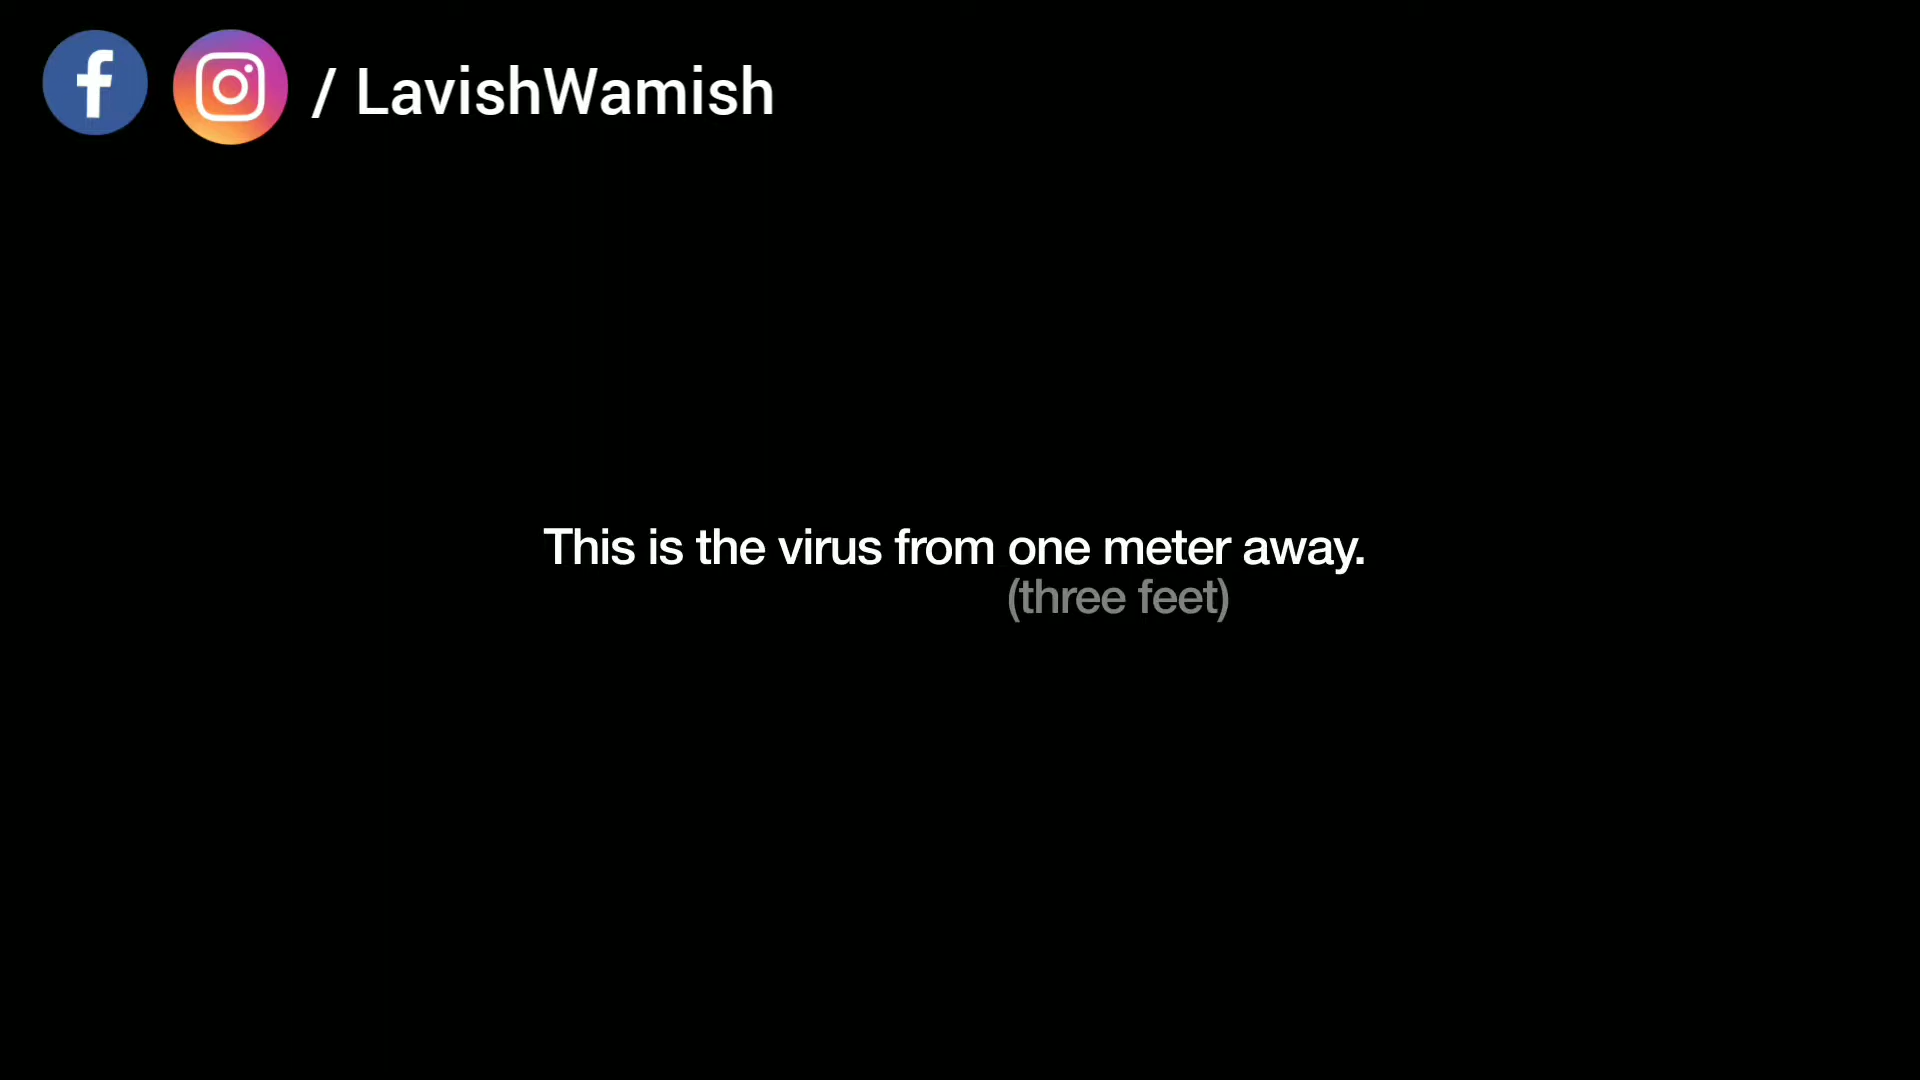 / LavishWamish
This is the virus from one meter away.
(three feet)